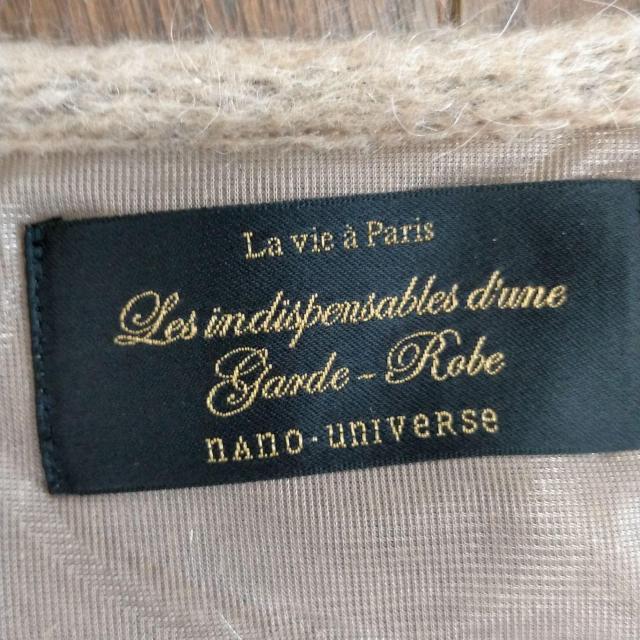 La vie à Paris
Les indispensables d'une
Garde - Robe
nano·universe